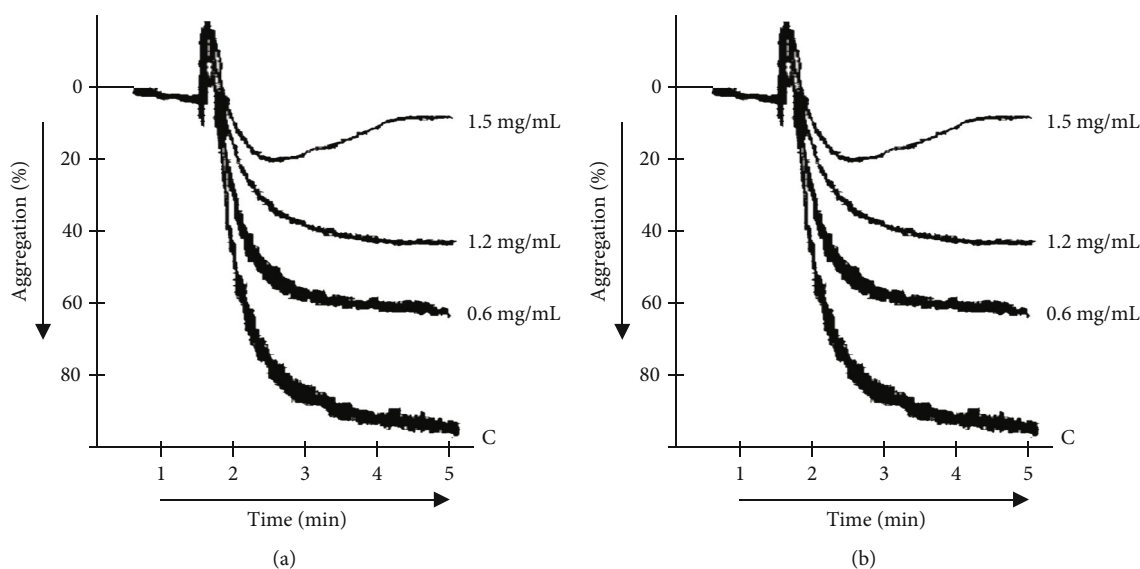 0
20
40
60
80
Aggregation (%)
1.5 mg/mL
1.2 mg/mL
0.6 mg/mL
C
1 2 3 4 5
Time (min)
(a)
0
20
40
60
80
Aggregation (%)
1.5 mg/mL
1.2 mg/mL
0.6 mg/mL
C
1 2 3 4 5
Time (min)
(b)